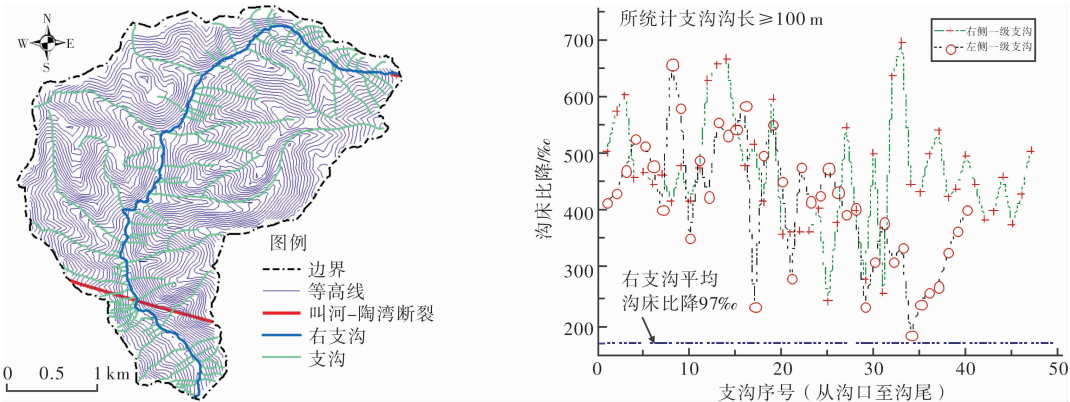 N
W E
S
图例
边界
等高线
叫河-陶湾断裂
右支沟
支沟
0 0.5 1 km
所统计支沟沟长≥100 m
右侧一级支沟
左侧一级支沟
700
600
500
400
300
200
沟床比降/‰
右支沟平均
沟床比降97‰
0 10 20 30 40 50
支沟序号(从沟口至沟尾)